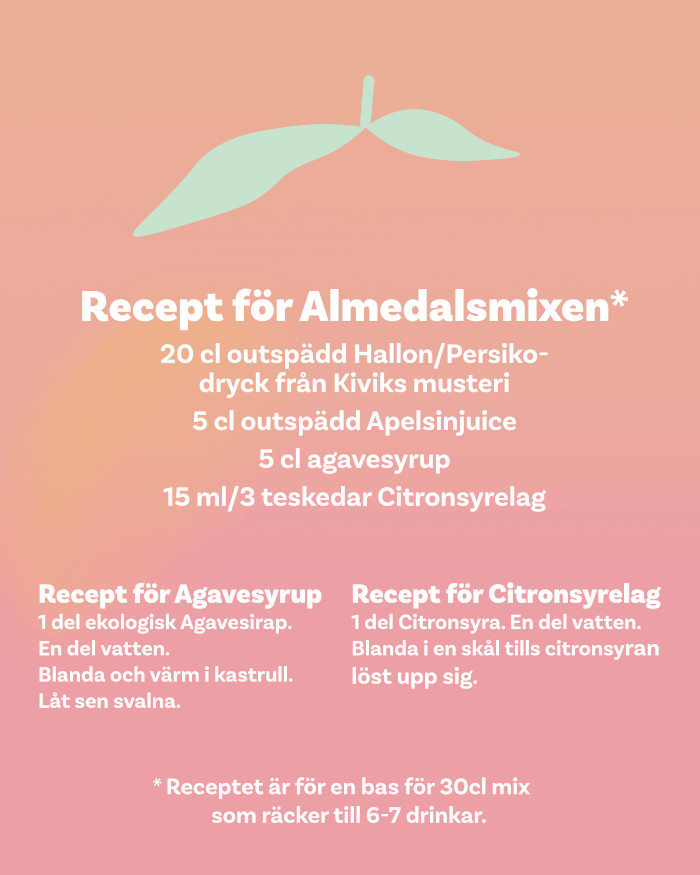 Recept för Almedalsmixen*
20 cl outspädd Hallon/Persiko-
dryck från Kiviks musteri
5 cl outspädd Apelsinjuice
5 cl agavesyrup
15 ml/3 teskedar Citronsyrelag
Recept för Agavesyrup
1 del ekologisk Agavesirap.
En del vatten.
Blanda och värm i kastrull.
Låt sen svalna.
Recept för Citronsyrelag
1 del Citronsyra. En del vatten.
Blanda i en skål tills citronsyran
löst upp sig.
* Receptet är för en bas för 30cl mix
som räcker till 6-7 drinkar.